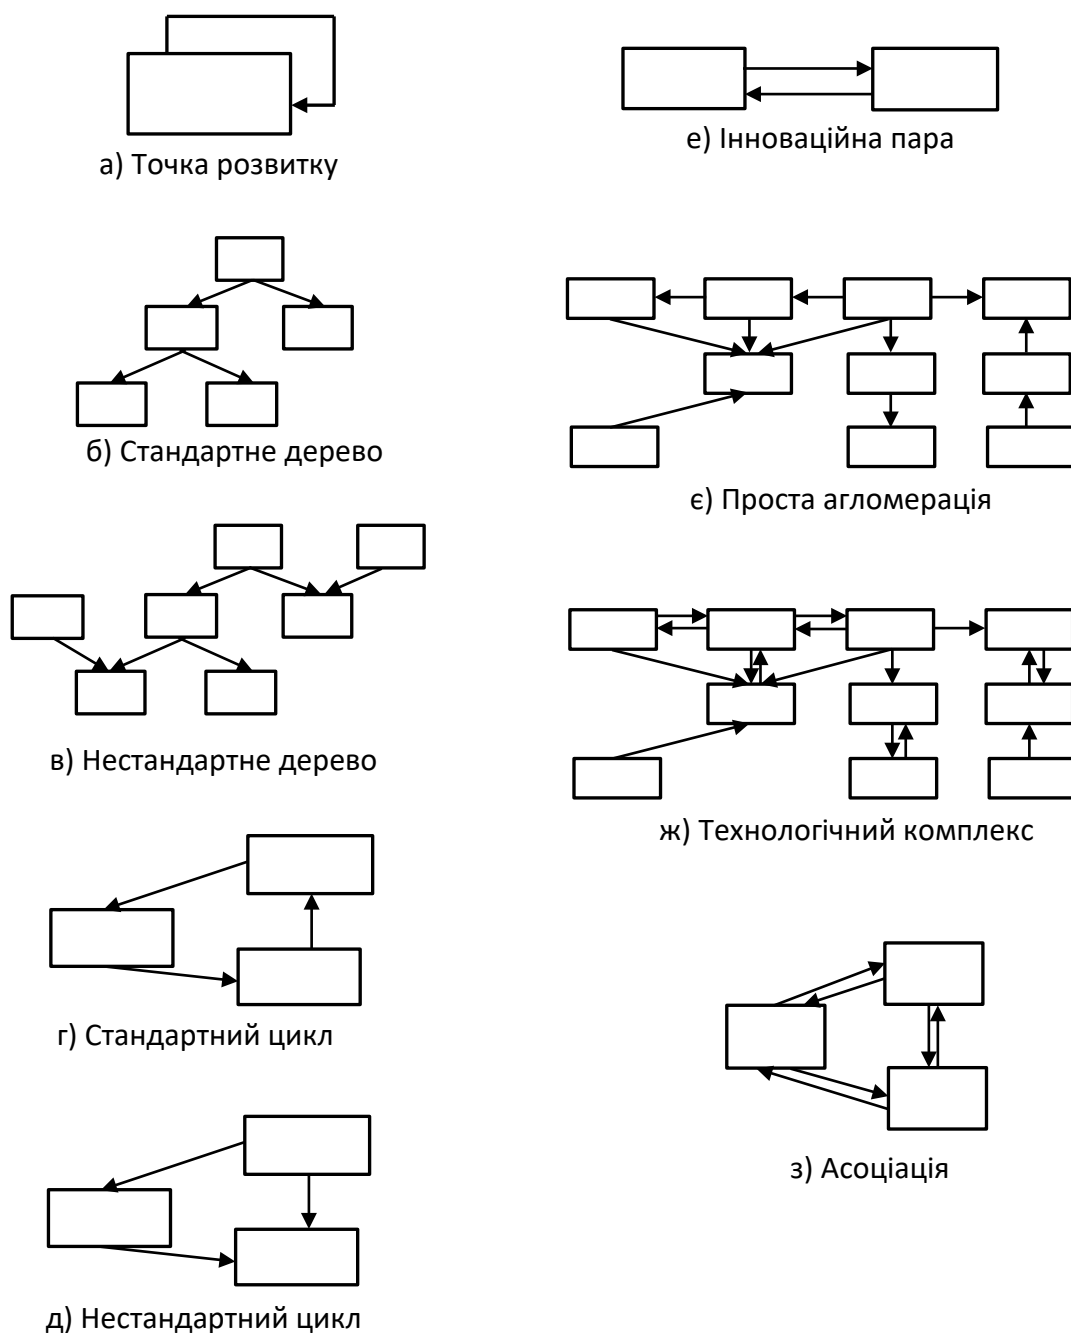 а) Точка розвитку
б) Стандартне дерево
в) Нестандартне дерево
г) Стандартний цикл
д) Нестандартний цикл
е) Інноваційна пара
є) Проста агломерація
ж) Технологічний комплекс
з) Асоціація